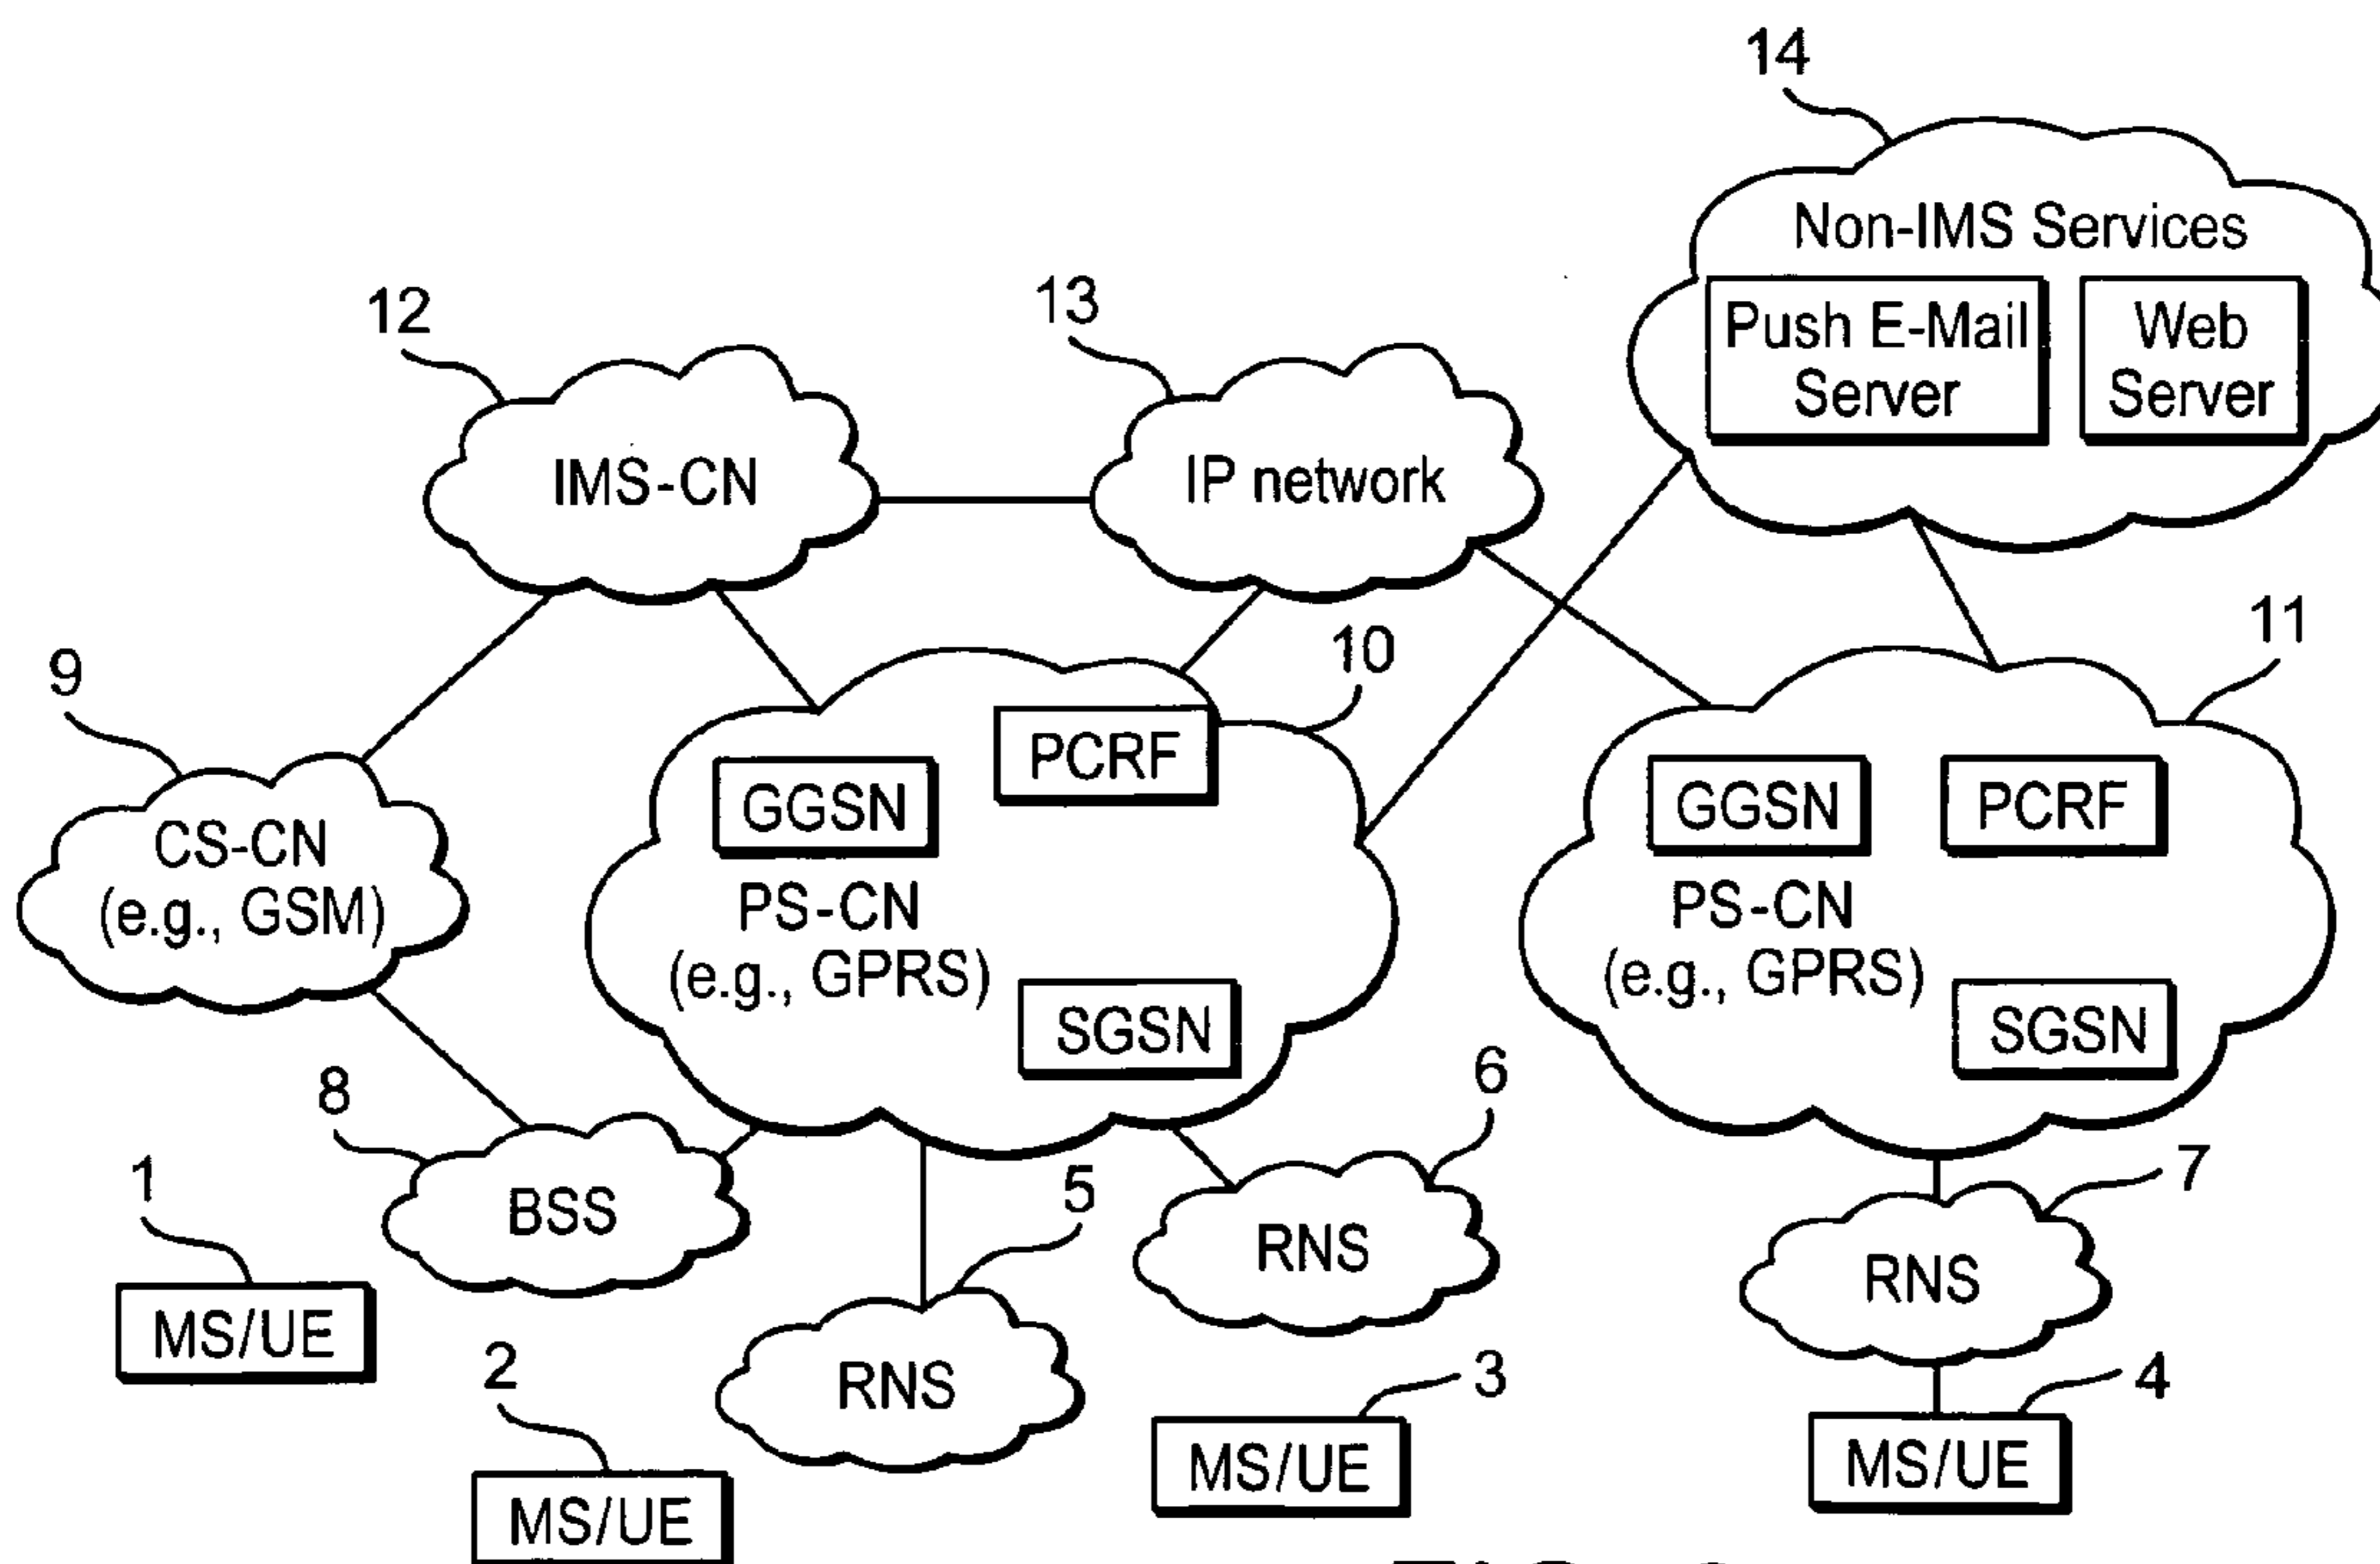 14
Non-IMS Services
Push E-Mail
Server
Web
Server
12
13
IMS-CN
IP network
9
10
11
CS-CN
(e.g., GSM)
GGSN
PCRF
PS-CN
(e.g., GPRS)
SGSN
GGSN
PCRF
PS-CN
(e.g., GPRS)
SGSN
8
6
1
BSS
5
RNS
7
RNS
MS/UE
2
RNS
3
4
MS/UE
MS/UE
MS/UE